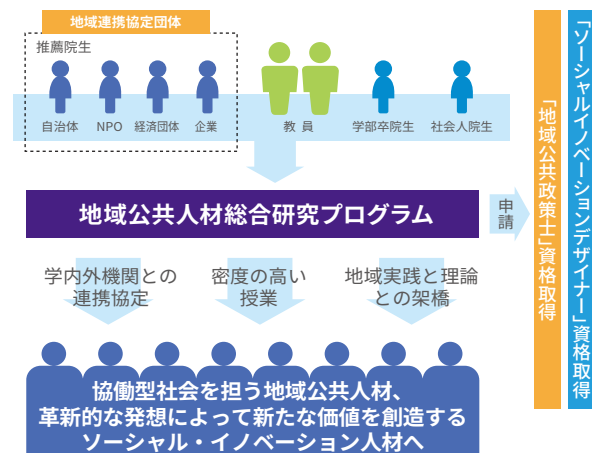 地域連携協定団体
推薦院生
自治体
NPO
経済団体
企業
教 員
学部卒院生
社会人院生
地域公共人材総合研究プログラム
申請
「地域公共政策士」資格取得
「ソーシャルイノベーションデザイナー」資格取得
学内外機関との
連携協定
密度の高い
授業
地域実践と理論
との架橋
協働型社会を担う地域公共人材、
革新的な発想によって新たな価値を創造する
ソーシャル・イノベーション人材へ